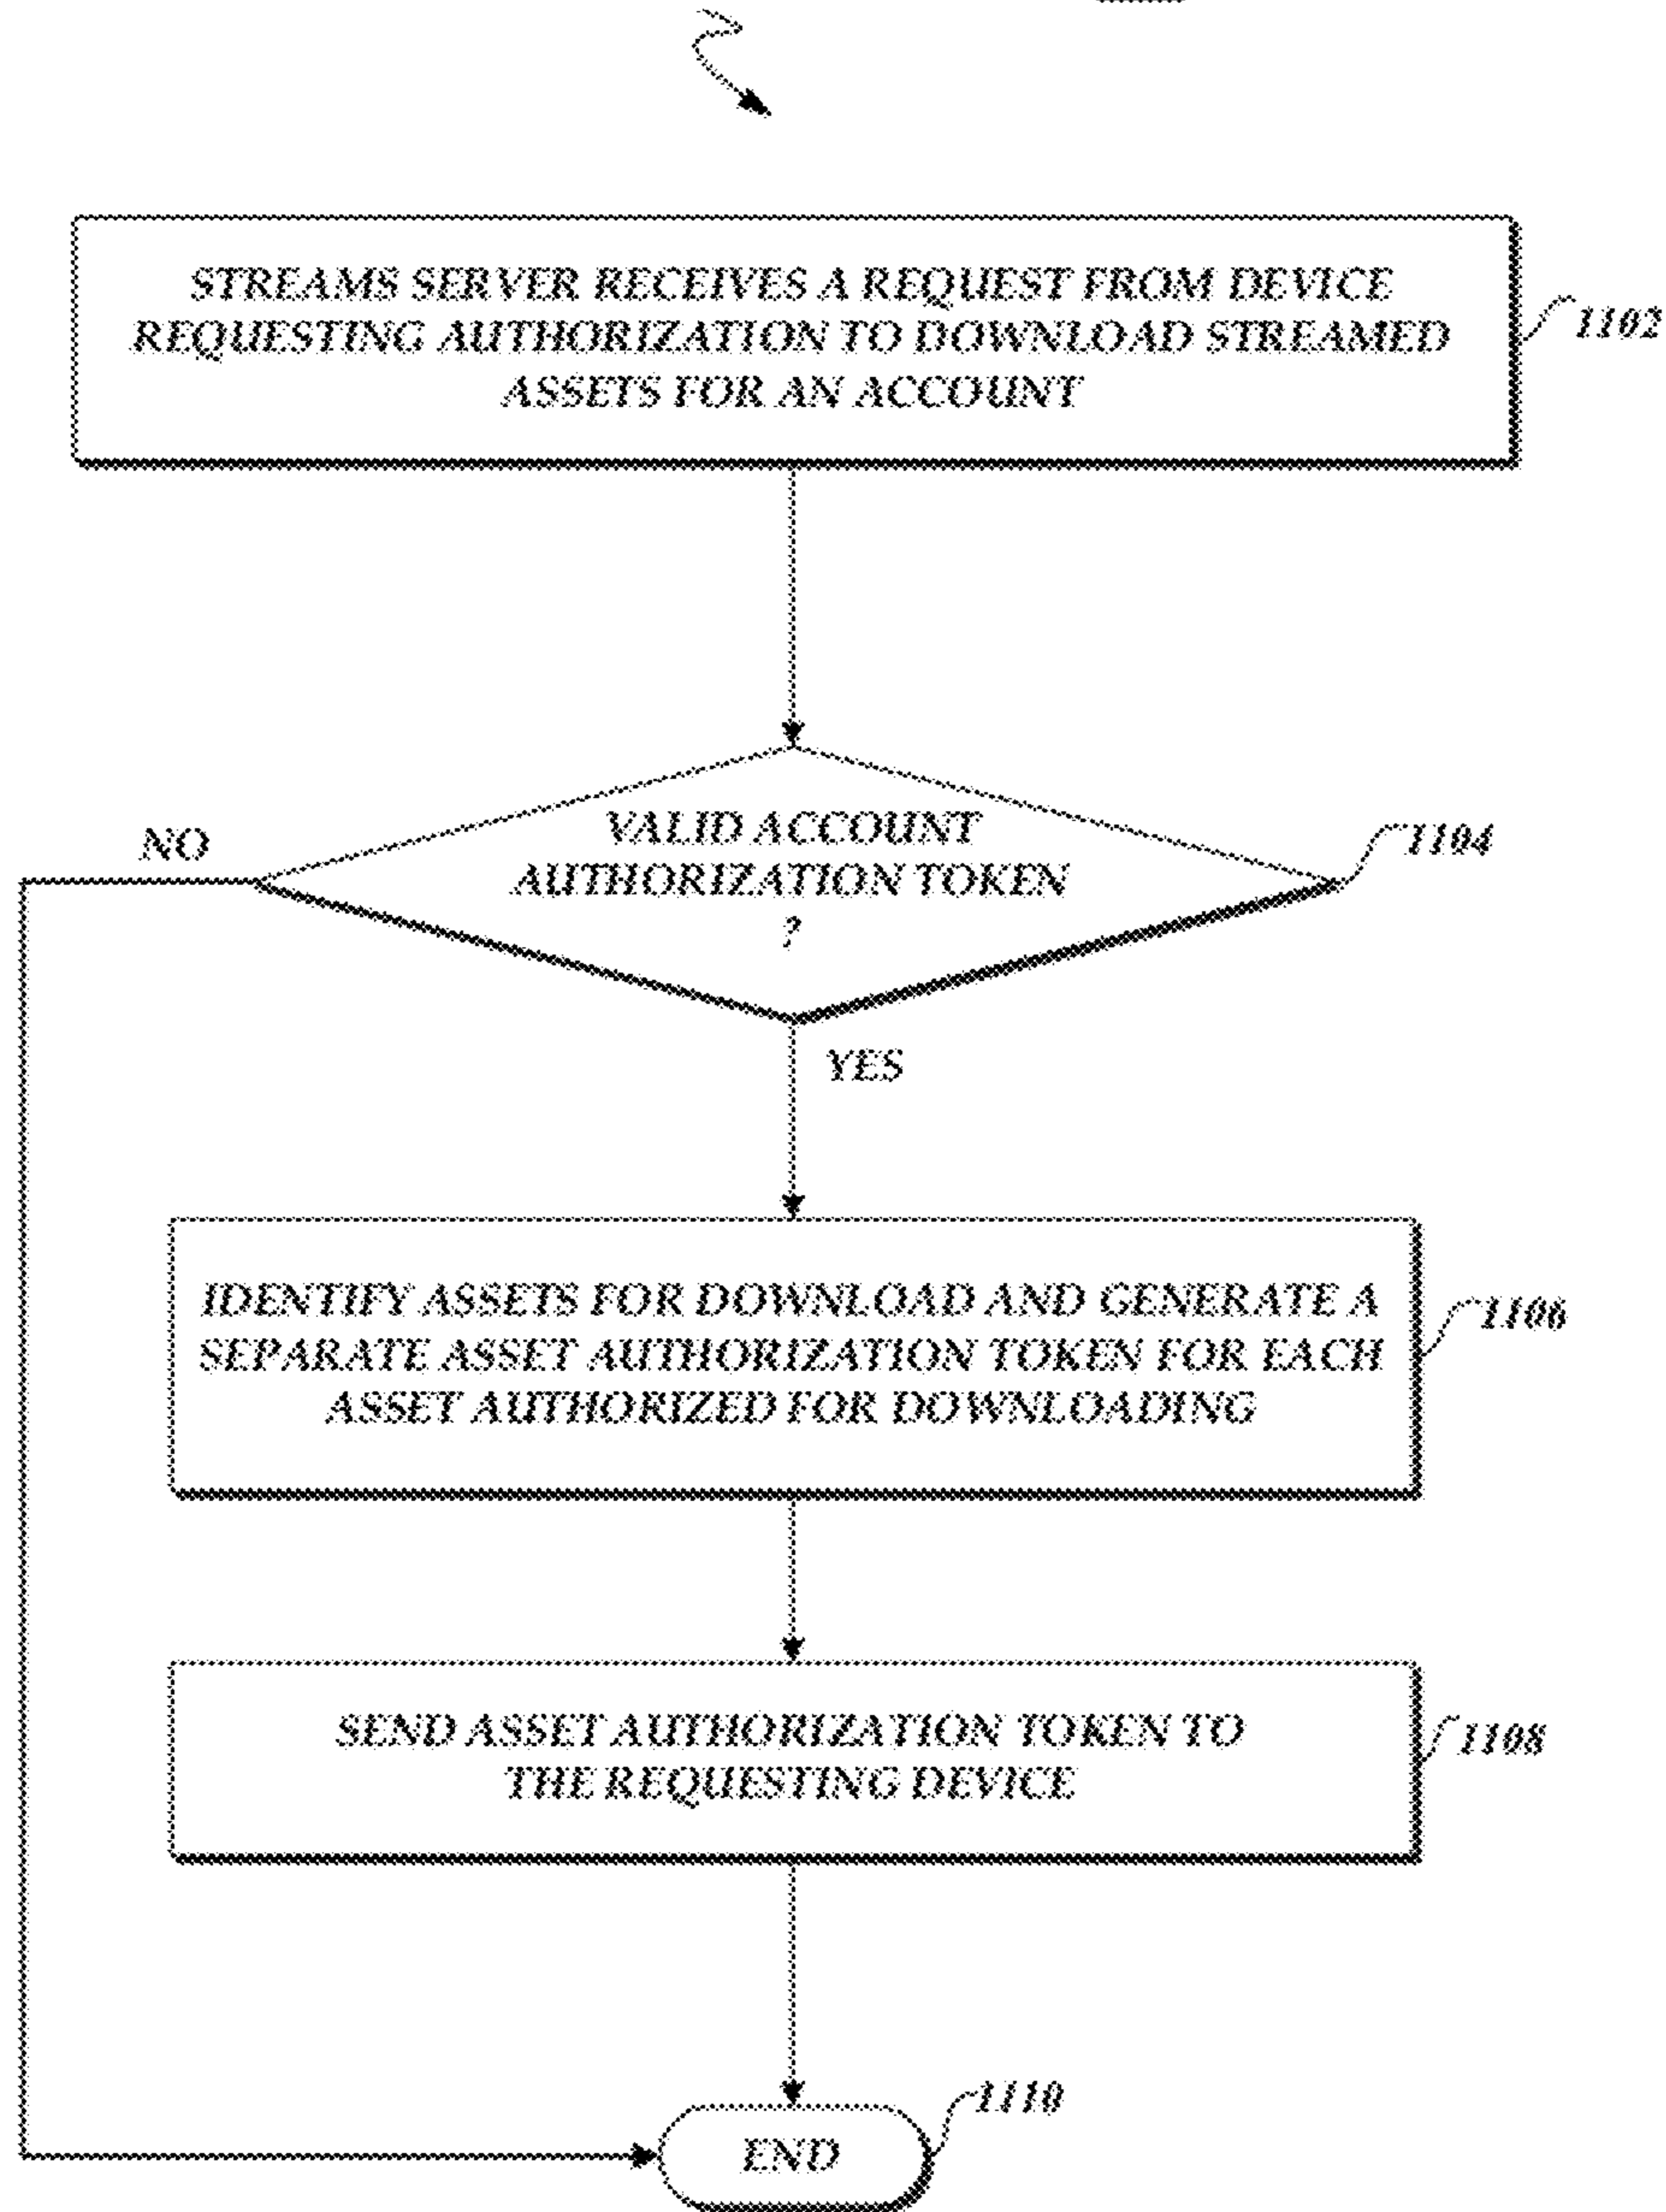 STREAMS SERVER RECEIVES A REQUEST FROM DEVICE
REQUESTING AUTHORIZATION TO DOWNLOAD STREAMED
ASSETS FOR AN ACCOUNT
1102
VALID ACCOUNT
AUTHORIZATION TOKEN
?
1104
NO
YES
IDENTIFY ASSETS FOR DOWNLOAD AND GENERATE A
SEPARATE ASSET AUTHORIZATION TOKEN FOR EACH
ASSET AUTHORIZED FOR DOWNLOADING
1106
SEND ASSET AUTHORIZATION TOKEN TO
THE REQUESTING DEVICE
1108
END
1110